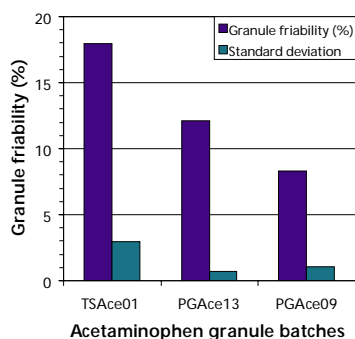 Granule friability (%)
20
15
10
5
0
Granule friability (%)
Standard deviation
TSAce01 PGAce13 PGAce09
Acetaminophen granule batches